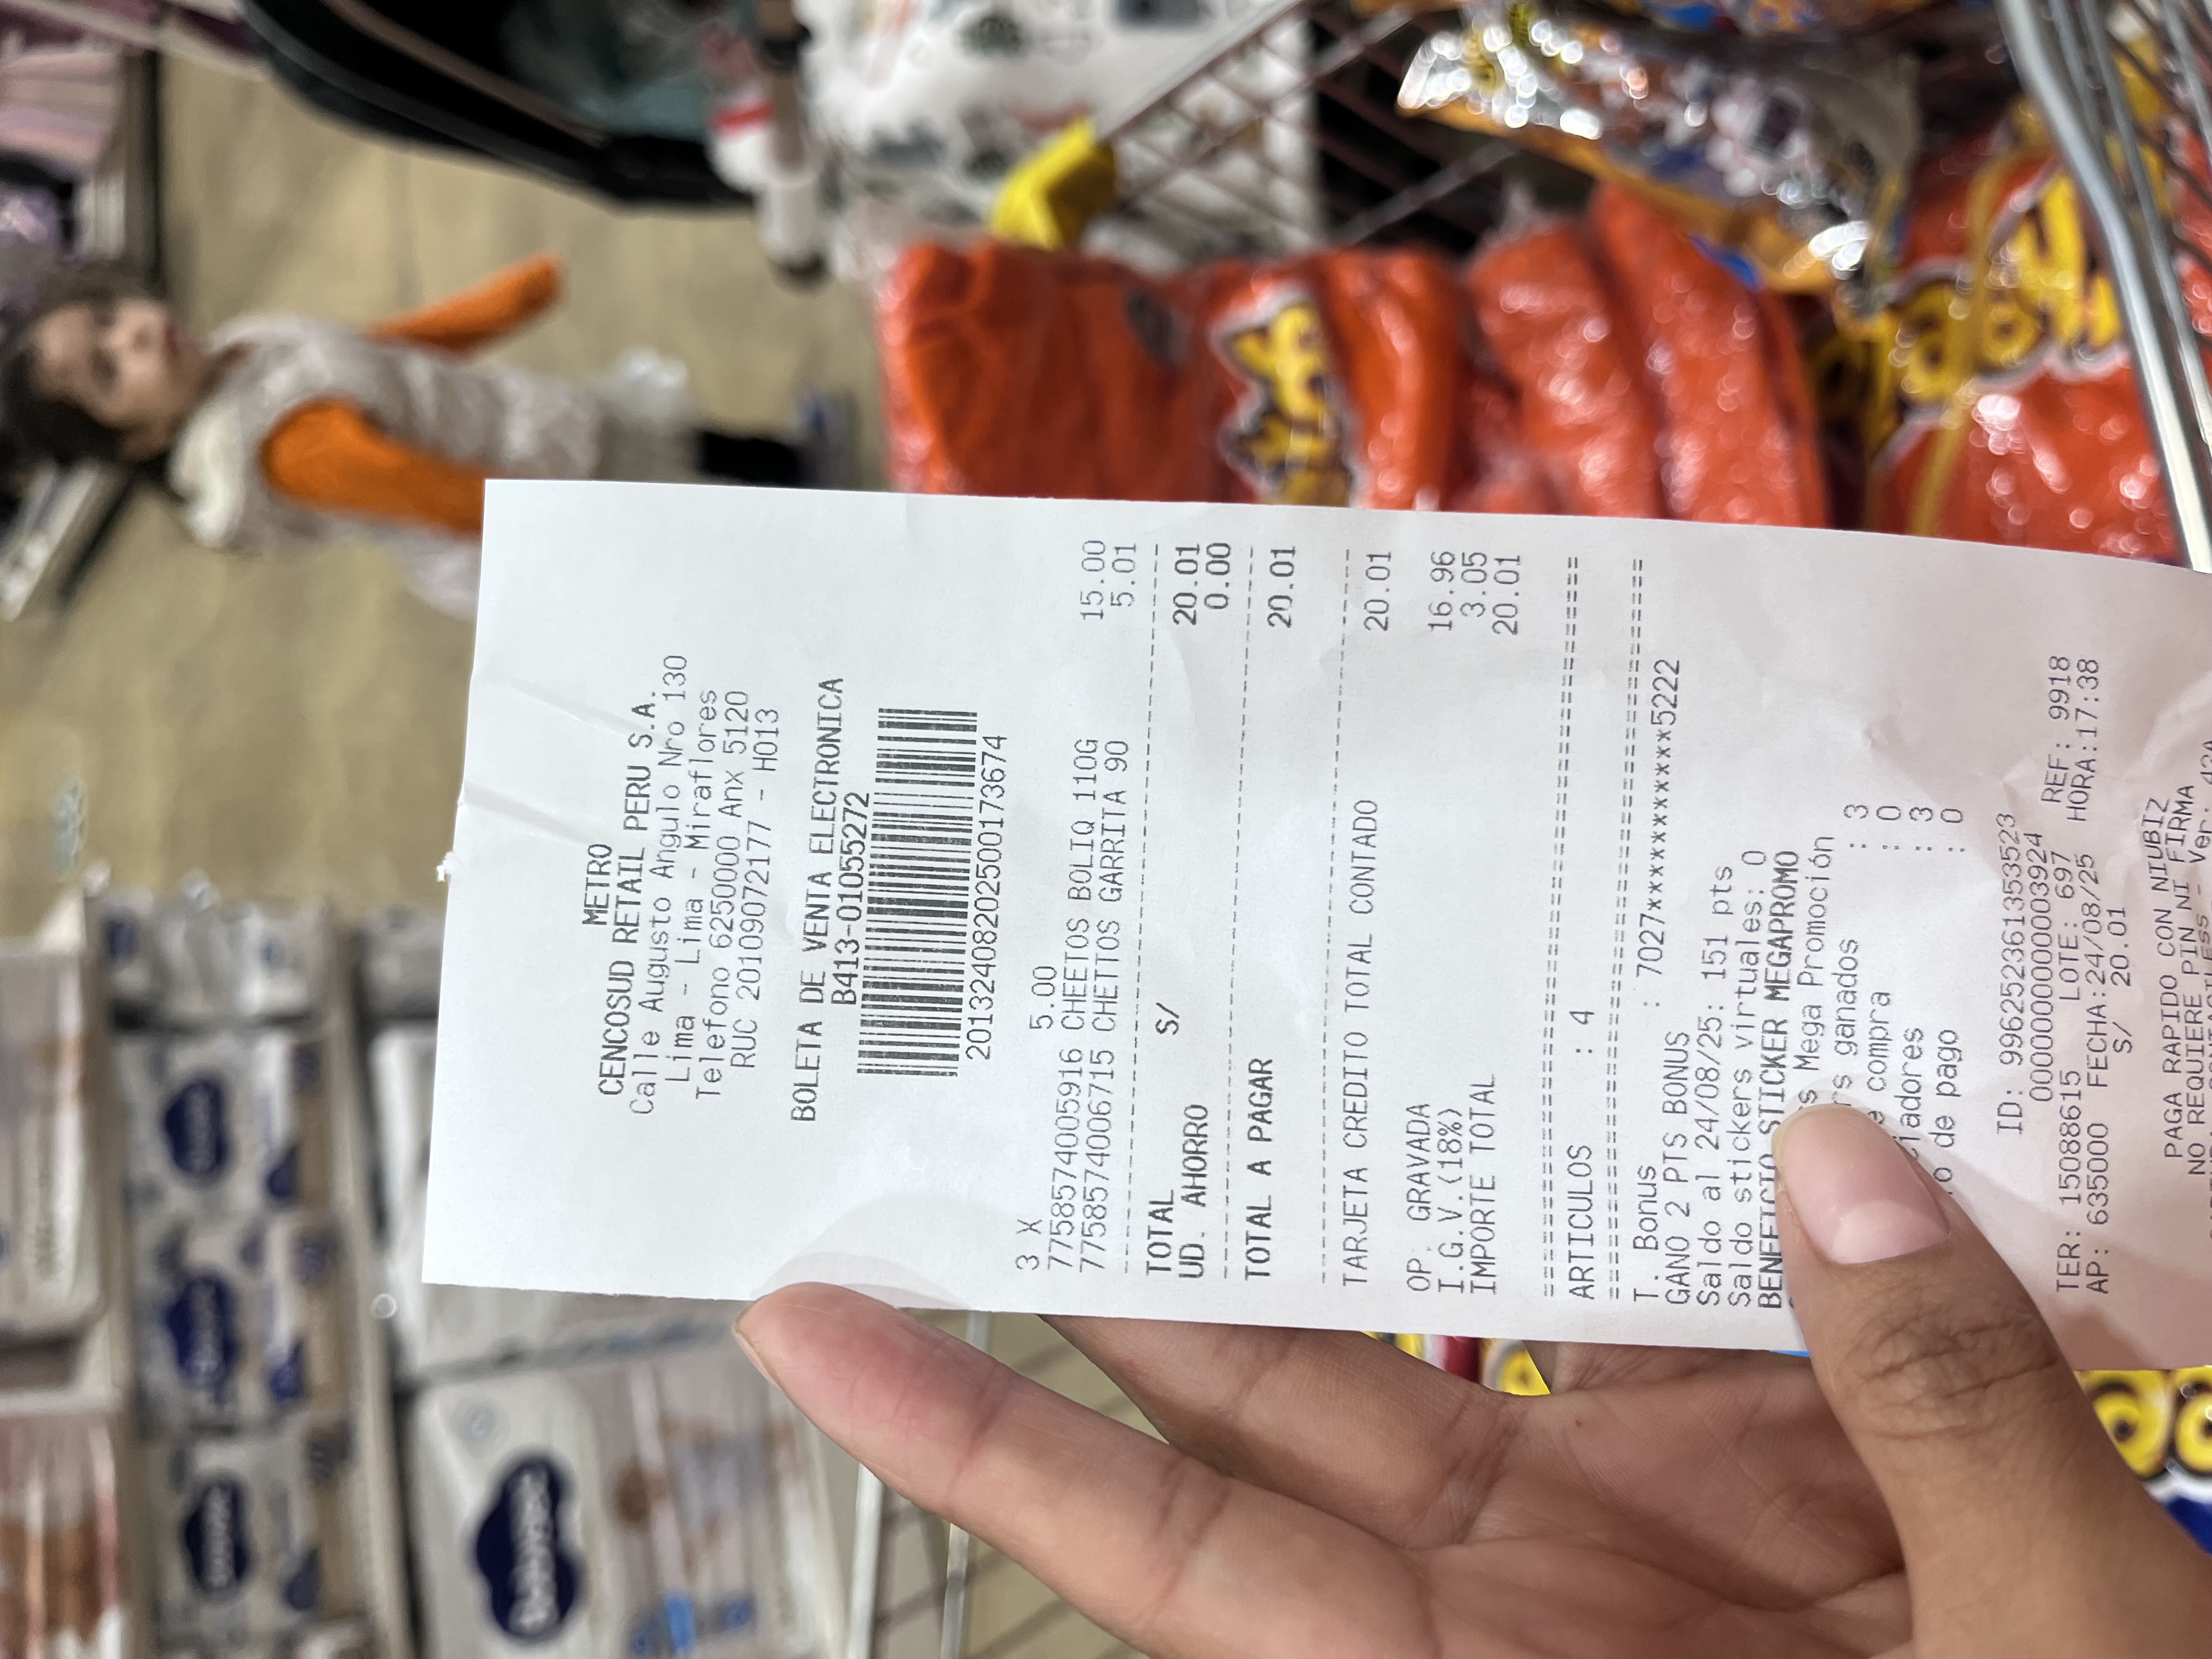 METRO
CENCOSUD RETAIL PERU S.A.
Calle Augusto Angulo Nro 130
Lima - Lima - Miraflores
Telefono 6250000 Anx 5120
RUC 20109072177 - H013
BOLETA DE VENTA ELECTRONICA
B413-01055272
20132408202500173674
3 X 5.00
7758574005916 CHEETOS BOLIQ 110G 15.00
7758574006715 CHETTOS GARRITA 90 5.01
TOTAL S/ 20.01
UD. AHORRO 0.00
TOTAL A PAGAR 20.01
TARJETA CREDITO TOTAL CONTADO 20.01
OP. GRAVADA 16.96
I.G.V.(18%) 3.05
IMPORTE TOTAL 20.01
ARTICULOS : 4
T. Bonus : 7027***********5222
GANO 2 PTS BONUS
Saldo al 24/08/25: 151 pts
Saldo stickers virtuales: 0
BENEFICIO STICKER MEGAPROMO
Mega Promoción
ganados : 3
compra : 0
: 3
de pago : 0
ID: 996252361353523
0000000000003924
TER: 15088615 LOTE: 697 REF: 9918
AP: 635000 FECHA:24/08/25 HORA:17:38
S/ 20.01
PAGA RAPIDO CON NIUBIZ
NO REQUIERE PIN NI FIRMA
Babysec